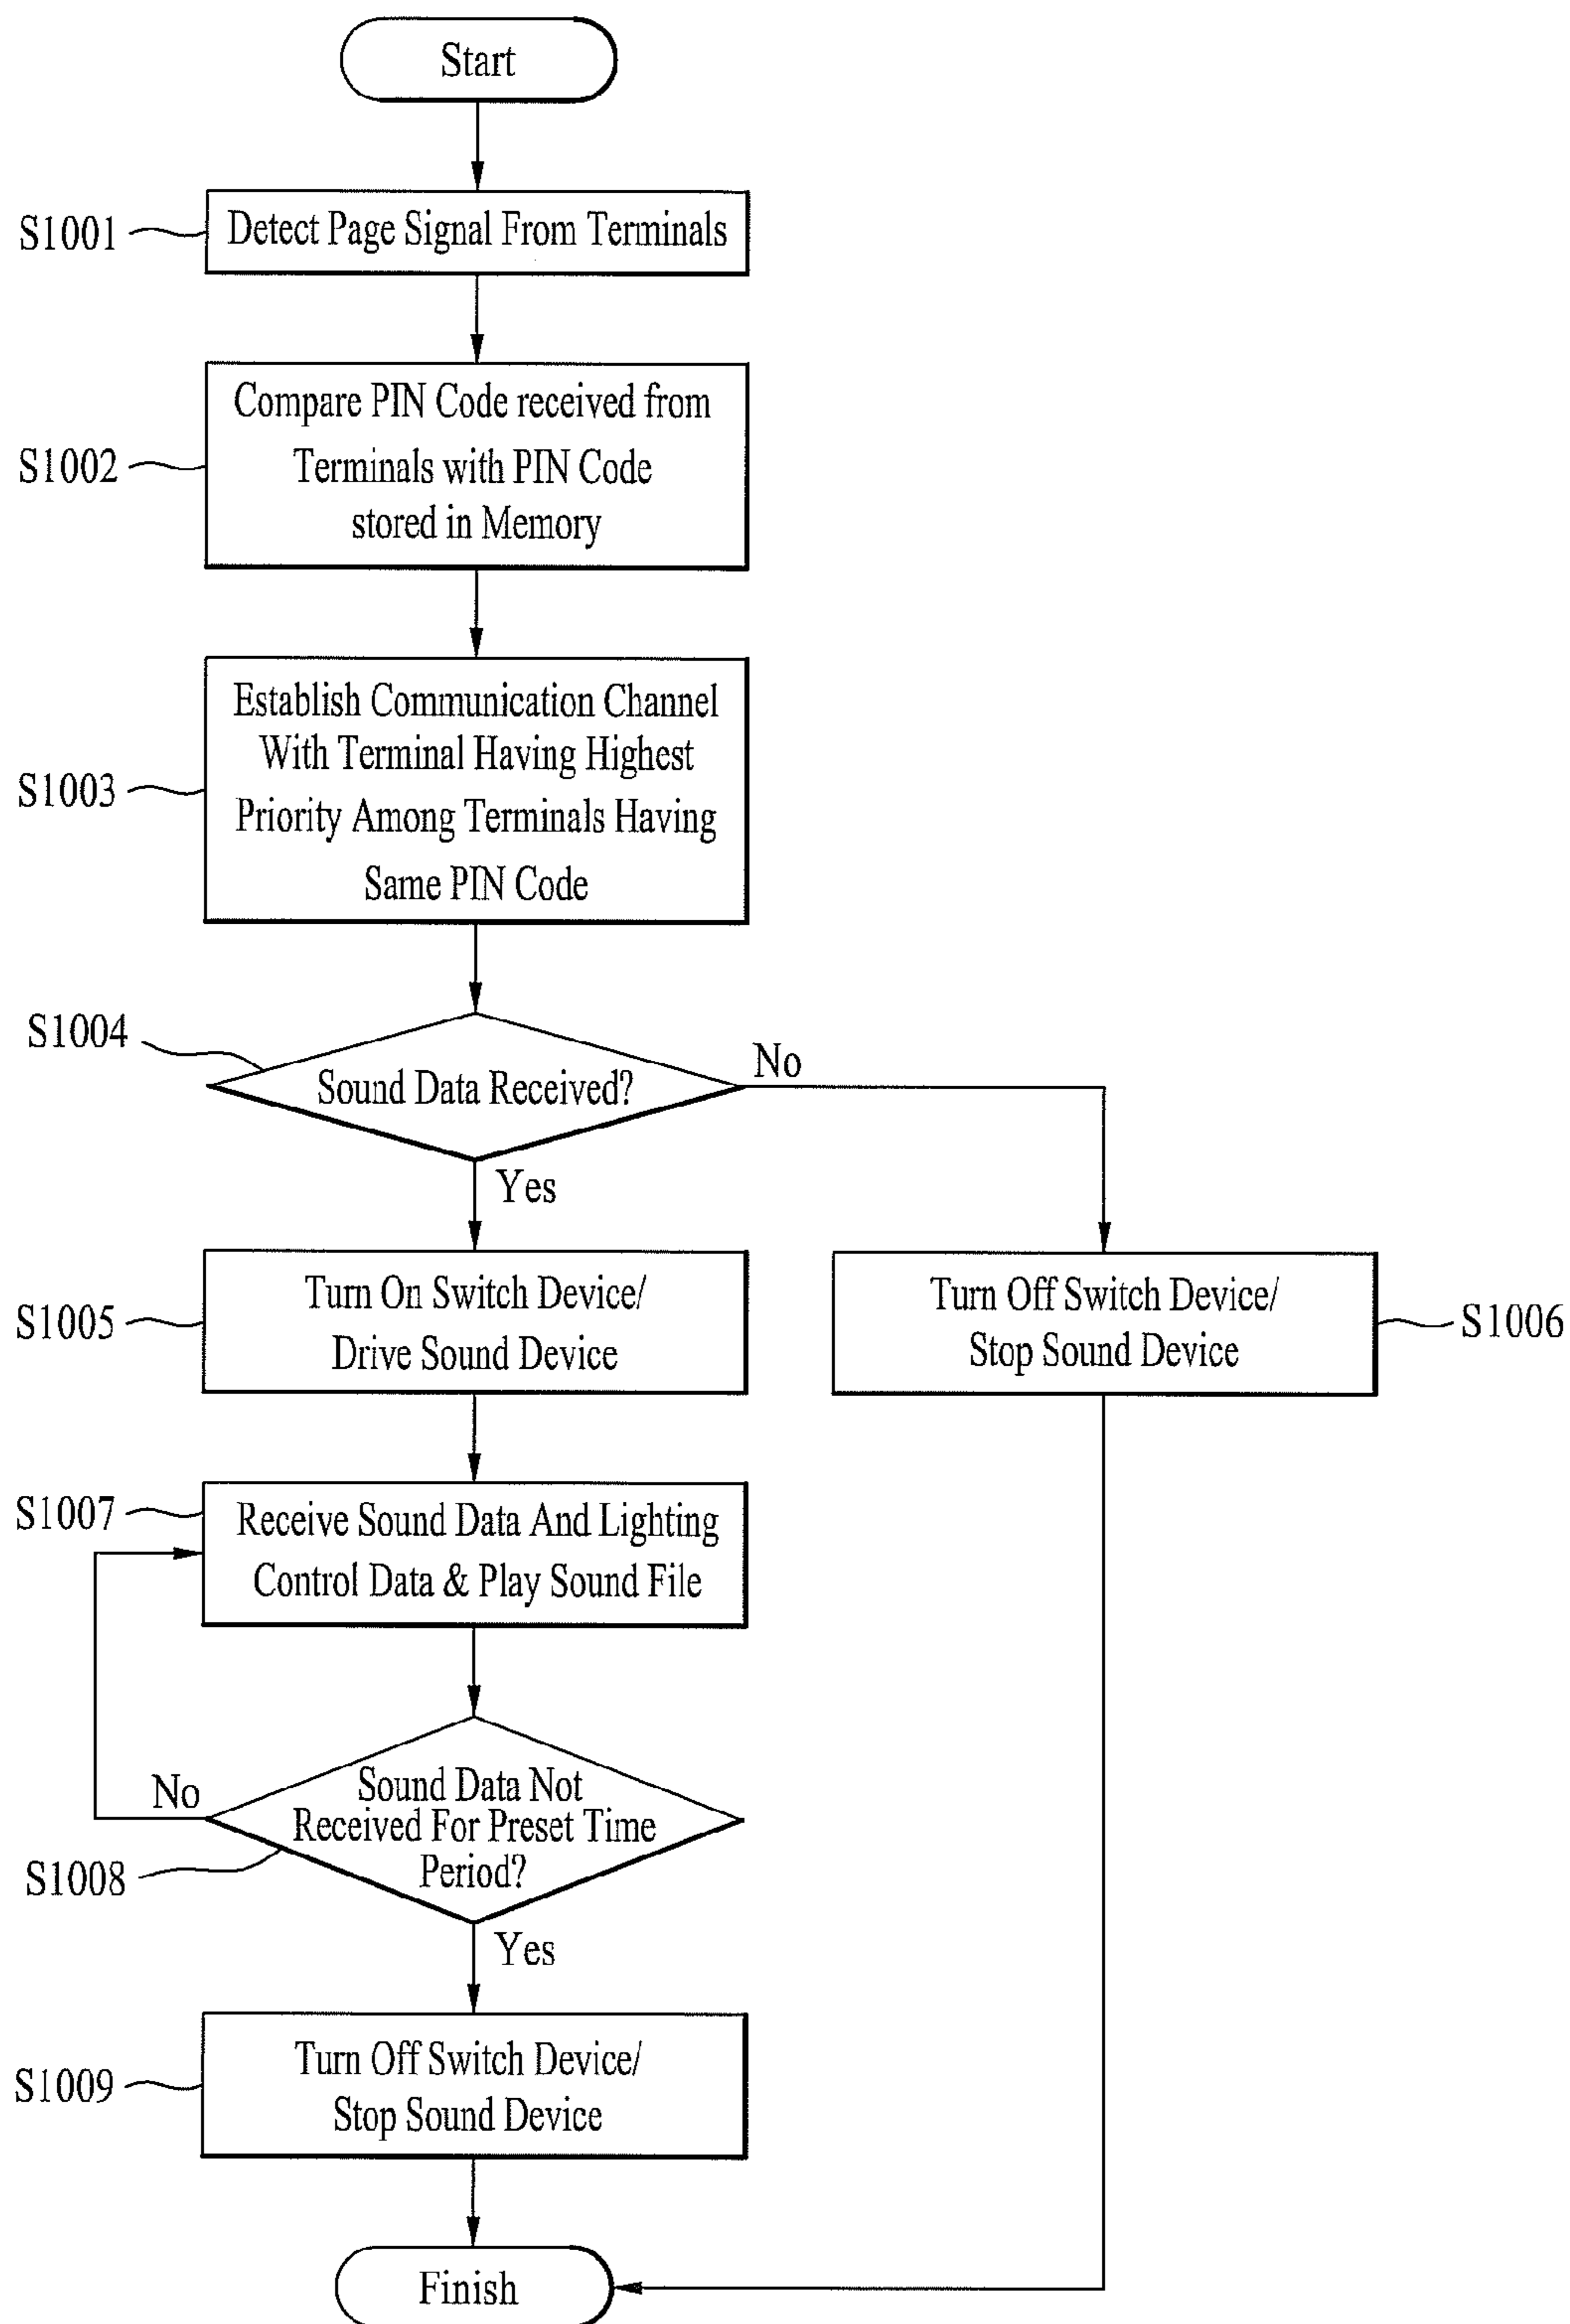 Start
S1001
Detect Page Signal From Terminals
S1002
Compare PIN Code received from
Terminals with PIN Code
stored in Memory
S1003
Establish Communication Channel
With Terminal Having Highest
Priority Among Terminals Having
Same PIN Code
S1004
Sound Data Received?
No
Yes
S1005
Turn On Switch Device/
Drive Sound Device
Turn Off Switch Device/
Stop Sound Device
S1006
S1007
Receive Sound Data And Lighting
Control Data & Play Sound File
No
Sound Data Not
Received For Preset Time
Period?
S1008
Yes
S1009
Turn Off Switch Device/
Stop Sound Device
Finish